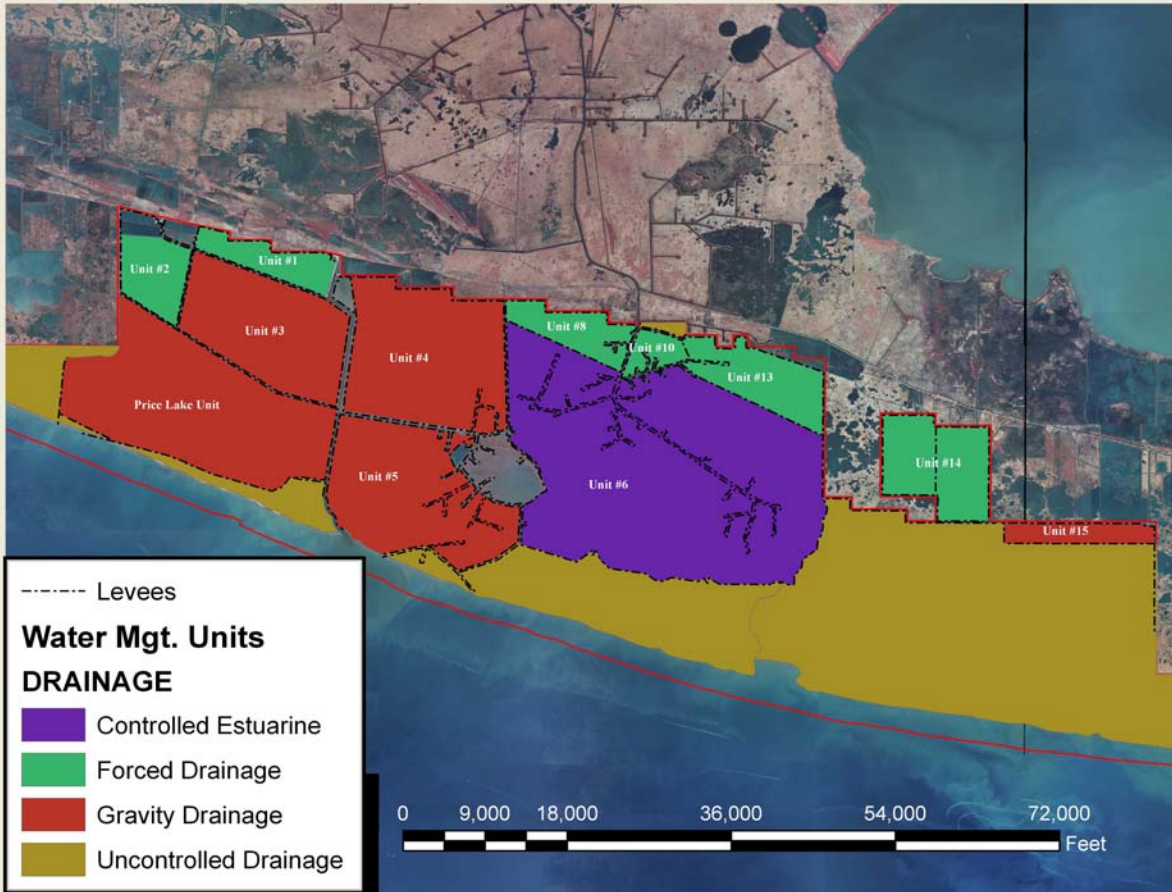 Unit #1
Unit #2
Unit #3
Unit #4
Unit #8
Unit #10
Unit #13
Price Lake Unit
Unit #5
Unit #6
Unit #14
Unit #15
Levees
Water Mgt. Units
DRAINAGE
Controlled Estuarine
Forced Drainage
Gravity Drainage
Uncontrolled Drainage
0 9,000 18,000 36,000 54,000 72,000
Feet